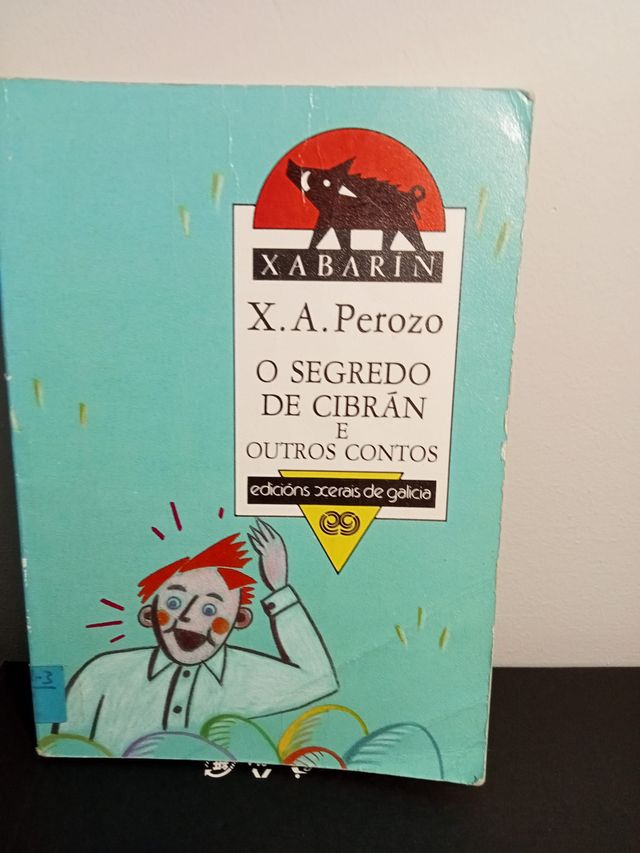 XABARÍN
X. A. Perozo
O SEGREDO
DE CIBRÁN
E
OUTROS CONTOS
edicións xerais de galicia